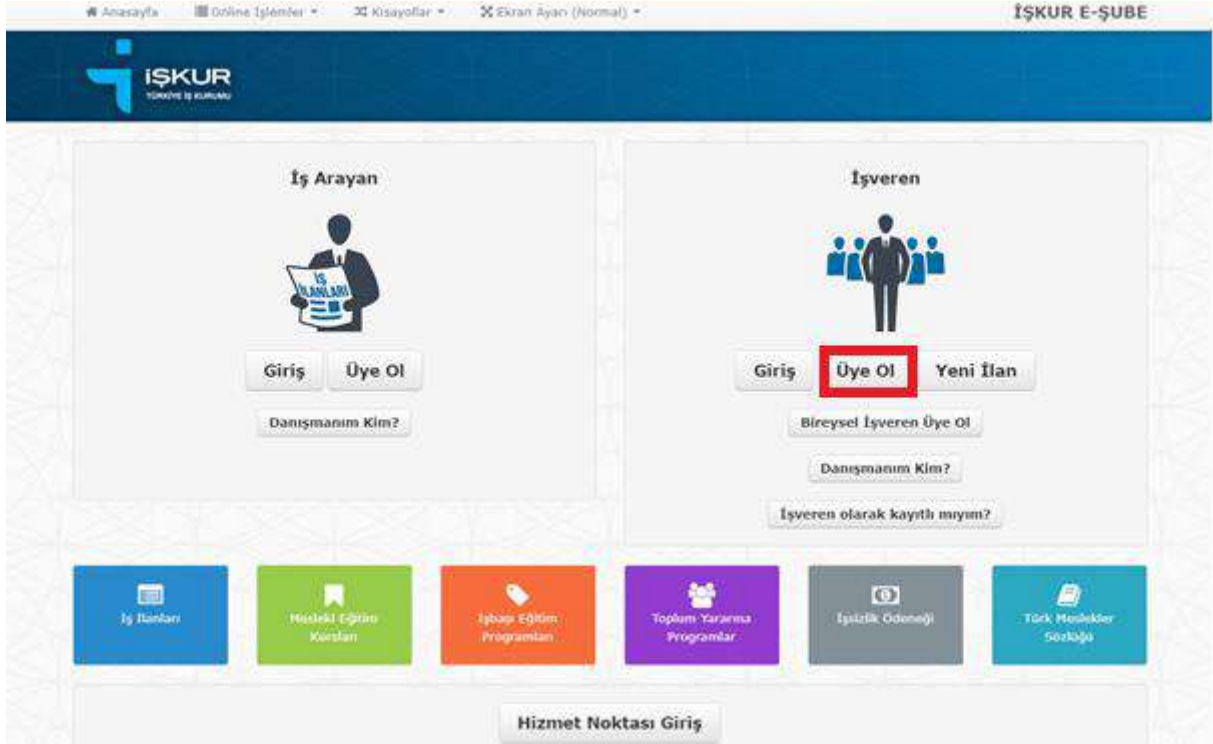 Anasayfa Online İşlemler Kısayollar Ekran Ayarı (Normal) İŞKUR E-ŞUBE
İŞKUR
TÜRKİYE İŞ KURUMU
İş Arayan
İŞ
İLANLARI
Giriş Üye Ol
Danışmanım Kim?
İşveren
Giriş Üye Ol Yeni İlan
Bireysel İşveren Üye Ol
Danışmanım Kim?
İşveren olarak kayıtlı mıyım?
İş İlanları
Mesleki Eğitim
Kursları
İşbaşı Eğitim
Programları
Toplum Yararına
Programlar
İşsizlik Ödeneği
Türk Meslekler
Sözlüğü
Hizmet Noktası Giriş